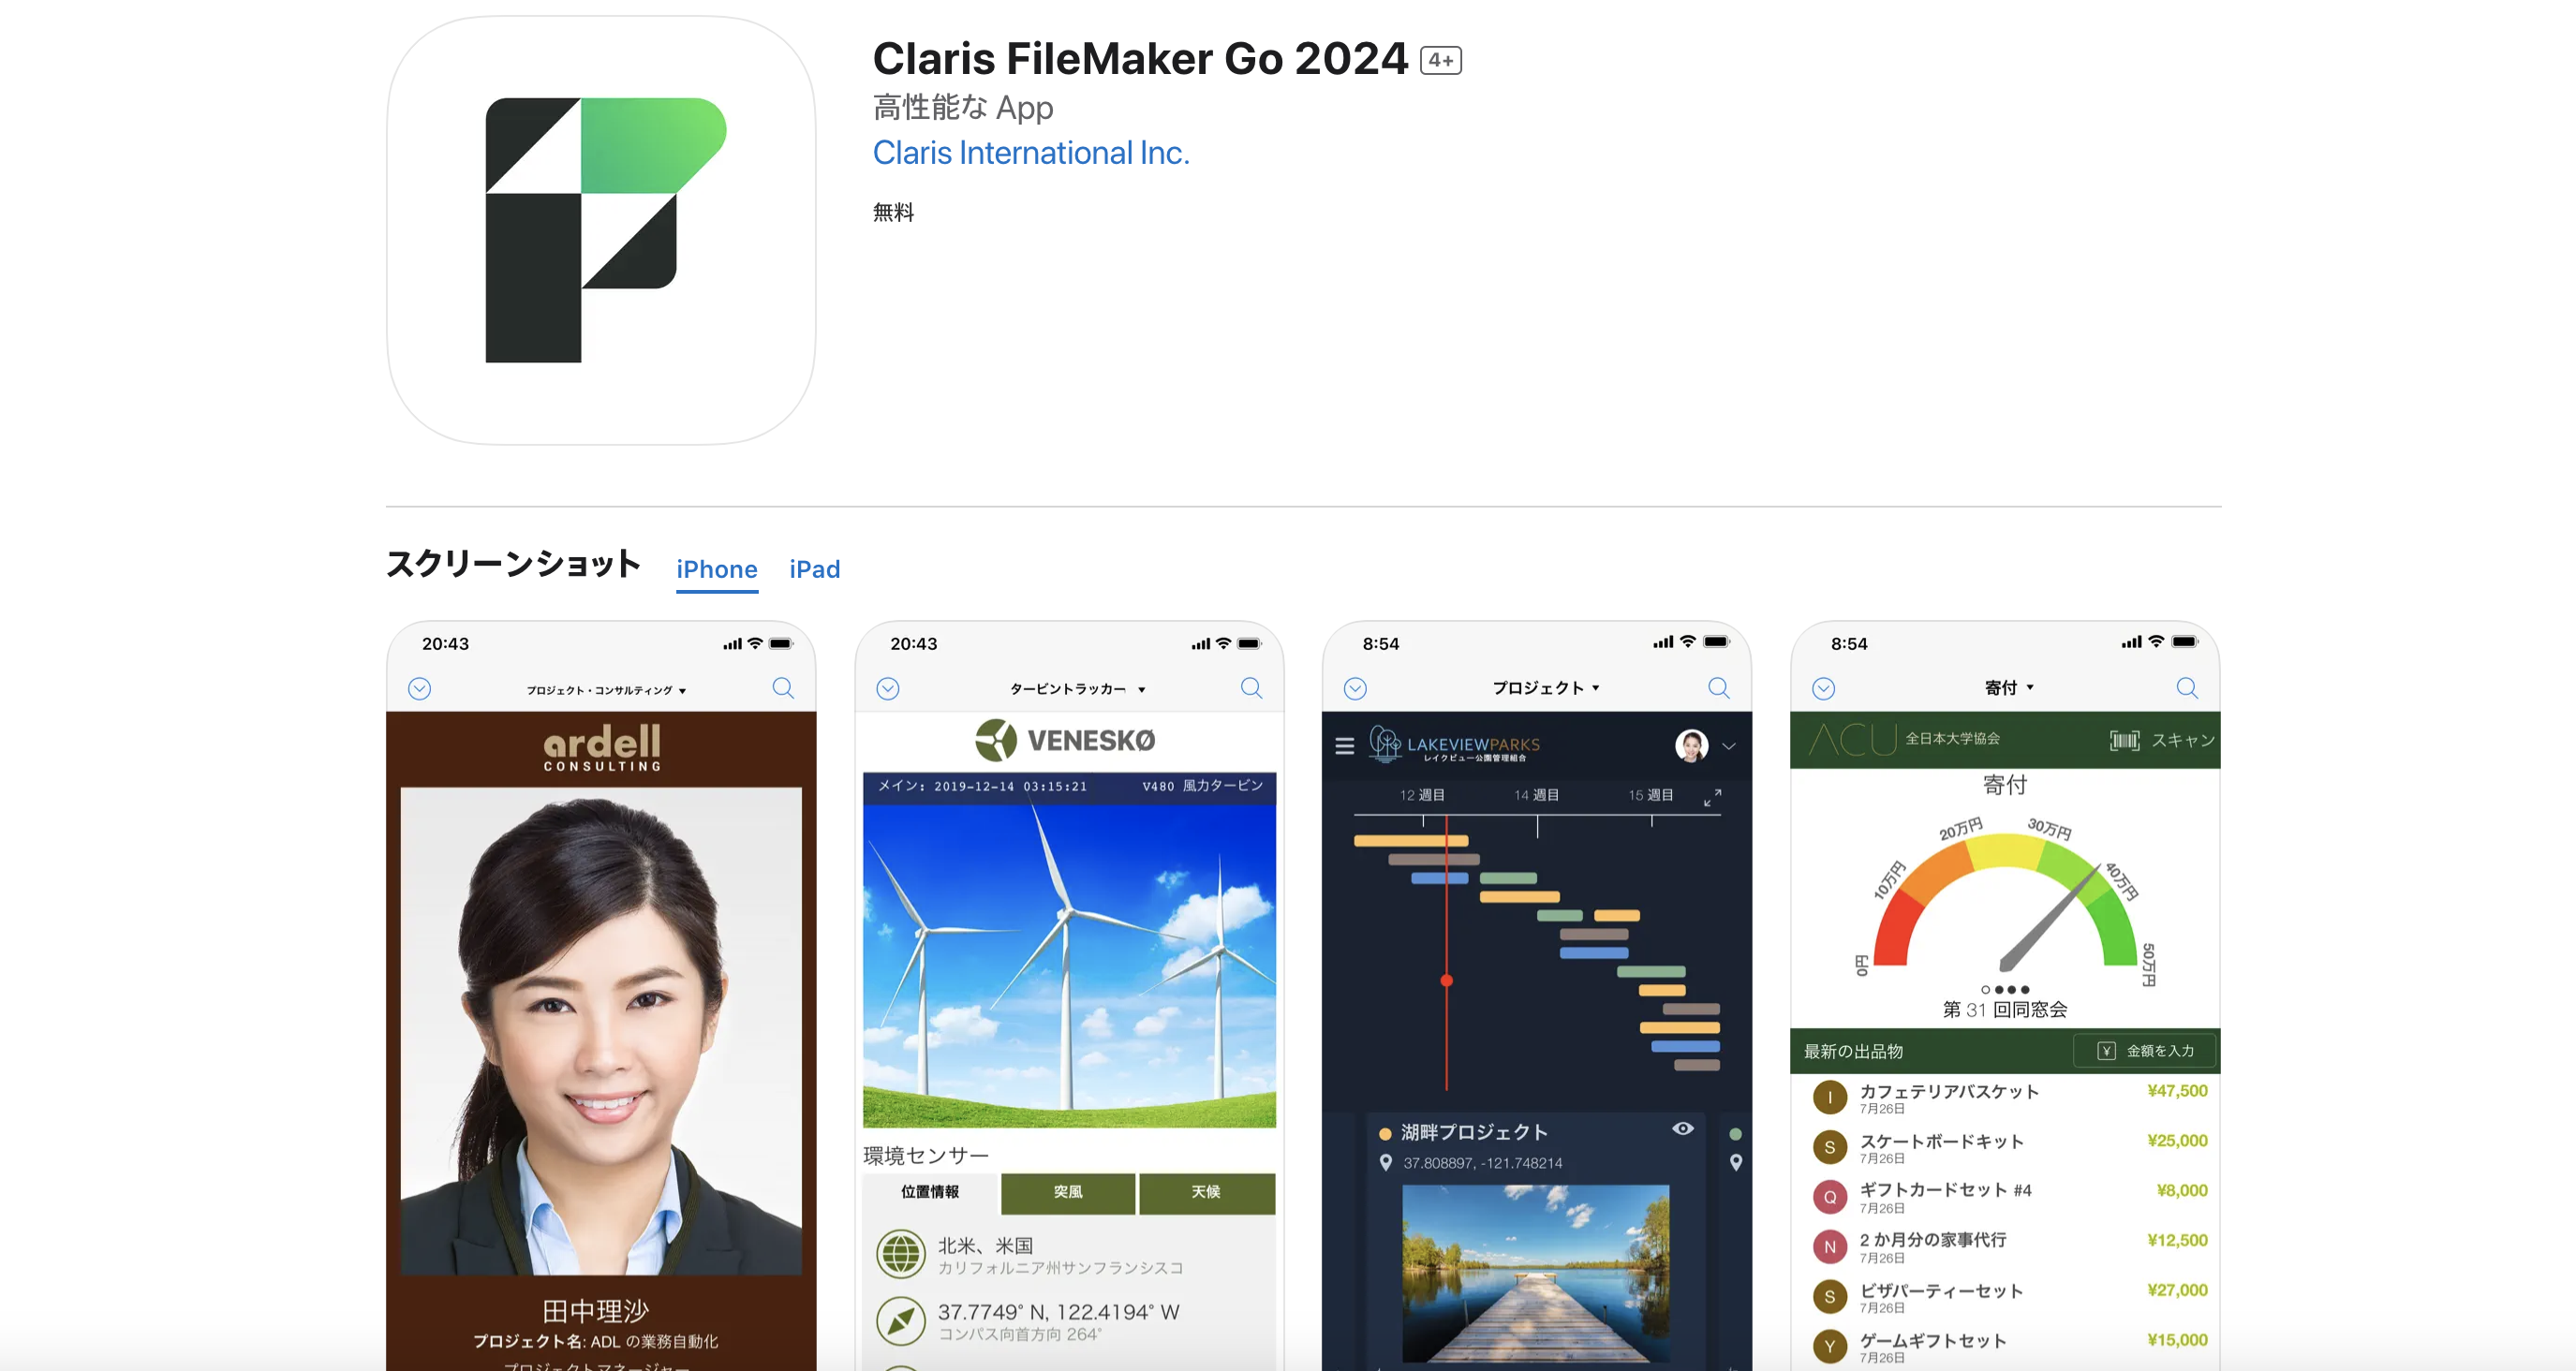 Claris FileMaker Go 2024 4+
高性能な App
Claris International Inc.
無料
スクリーンショット iPhone iPad
20:43
プロジェクト・コンサルティング ▼
ardell
CONSULTING
田中理沙
プロジェクト名: ADL の業務自動化
プロジェクトマネージャー
20:43
タービントラッカー ▼
VENESKØ
メイン: 2019-12-14 03:15:21 V480 風力タービン
環境センサー
位置情報 突風 天候
北米、米国
カリフォルニア州サンフランシスコ
37.7749° N, 122.4194° W
コンパス向首方向 264°
8:54
プロジェクト ▼
LAKEVIEWPARKS
レイクビュー公園管理組合
12 週目 14 週目 15 週目
湖畔プロジェクト
37.808897, -121.748214
8:54
寄付 ▼
ACU 全日本大学協会 スキャン
寄付
0円 10万円 20万円 30万円 40万円 50万円
第 31 回同窓会
最新の出品物 ¥ 金額を入力
I カフェテリアバスケット ¥47,500
7月26日
S スケートボードキット ¥25,000
7月26日
Q ギフトカードセット #4 ¥8,000
7月26日
N 2 か月分の家事代行 ¥12,500
7月26日
S ピザパーティーセット ¥27,000
7月26日
Y ゲームギフトセット ¥15,000
7月26日